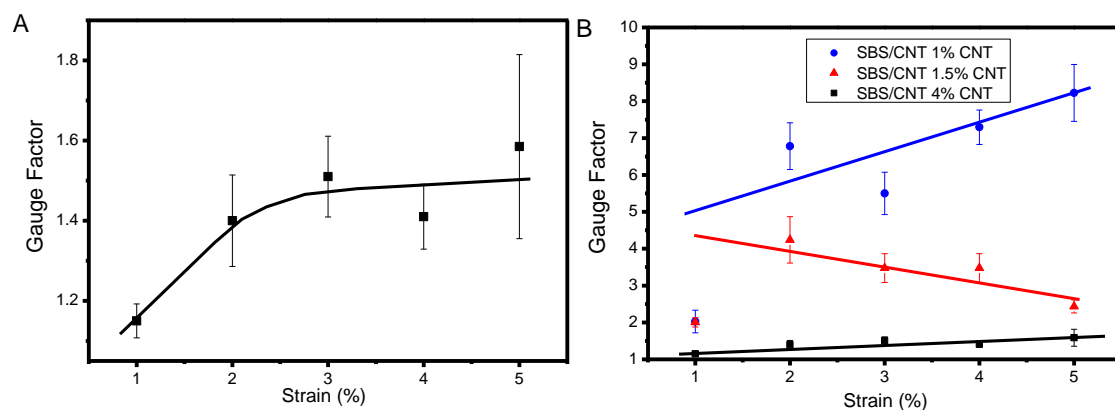 A
1.8
1.6
1.4
1.2
Gauge Factor
1 2 3 4 5
Strain (%)
B
10
9
8
7
6
5
4
3
2
1
Gauge Factor
SBS/CNT 1% CNT
SBS/CNT 1.5% CNT
SBS/CNT 4% CNT
1 2 3 4 5
Strain (%)